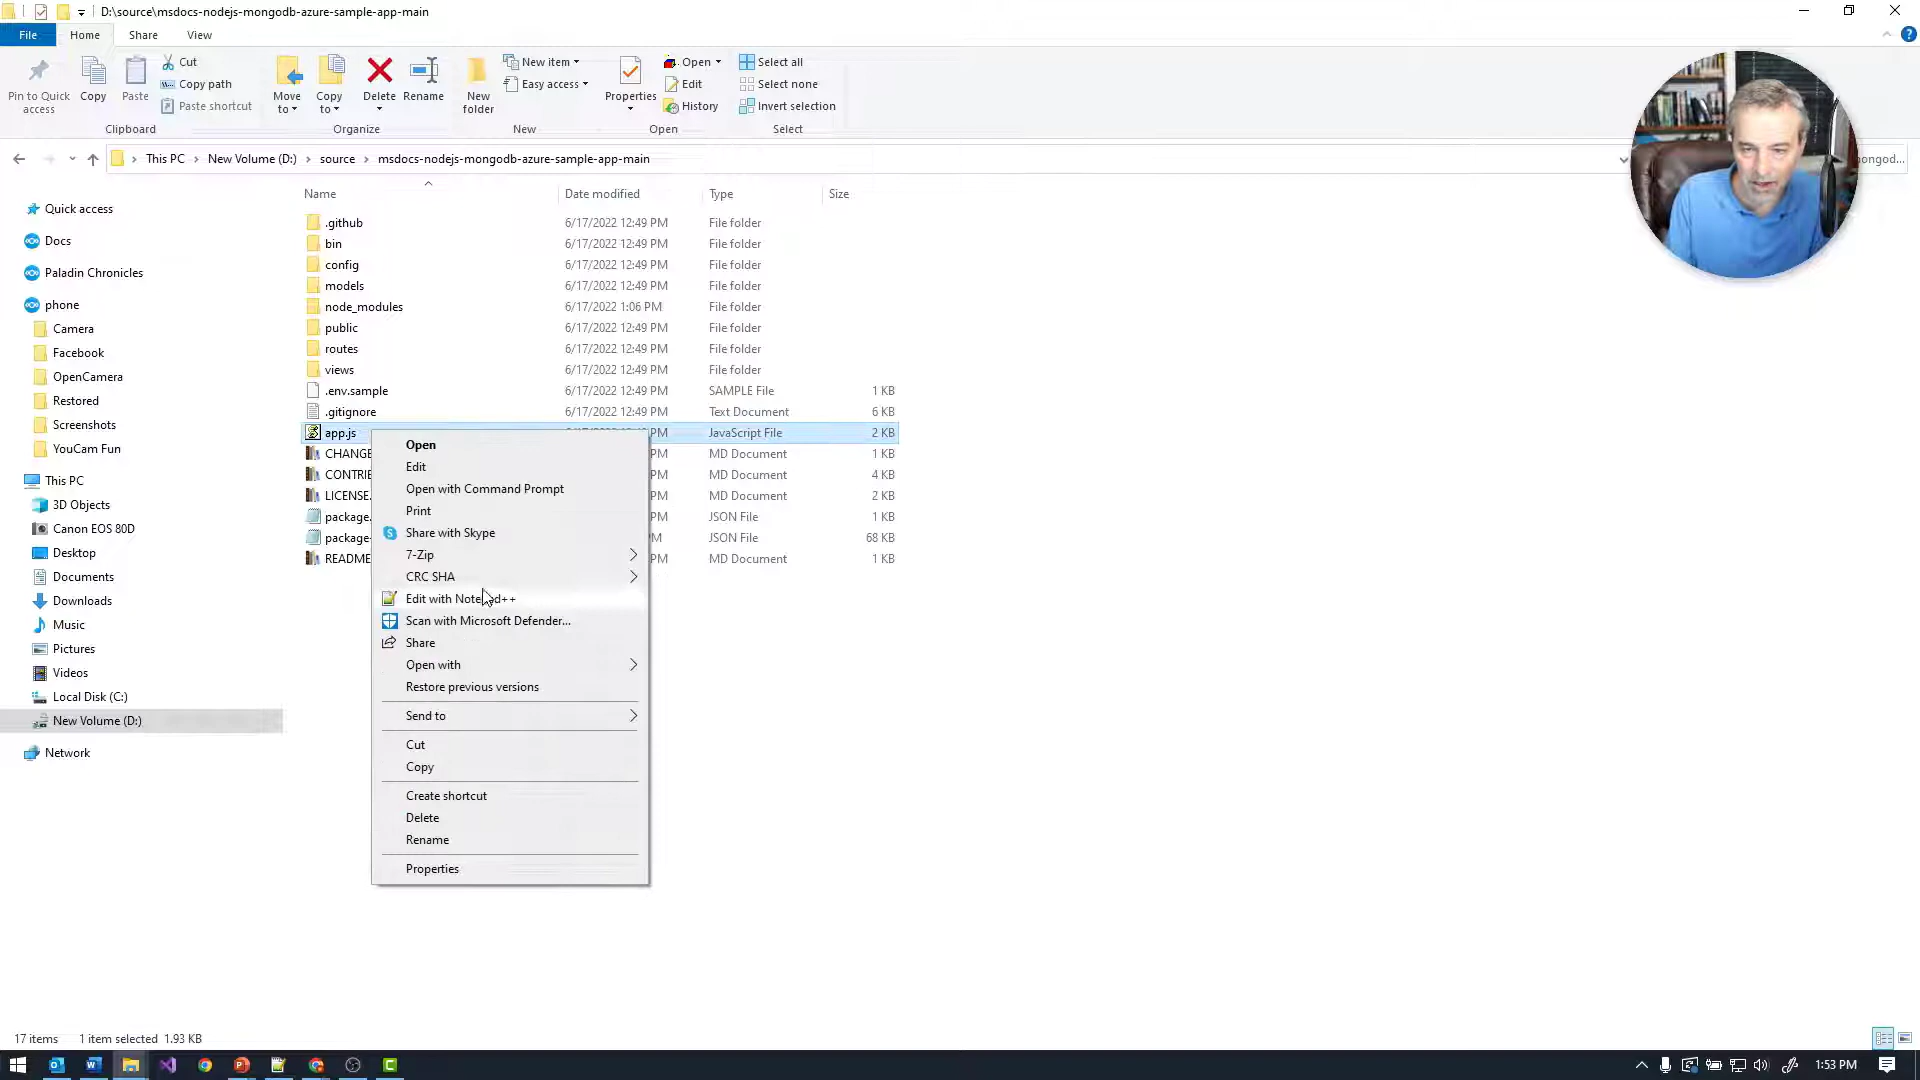 D:\source\msdocs-nodejs-mongodb-azure-sample-app-main
File Home Share View
Pin to Quick access
Copy
Paste
Cut
Copy path
Paste shortcut
Clipboard
Move to
Copy to
Delete
Rename
Organize
New folder
New item
Easy access
New
Properties
Open
Edit
History
Open
Select all
Select none
Invert selection
Select
This PC New Volume (D:) source msdocs-nodejs-mongodb-azure-sample-app-main
Name Date modified Type Size
Quick access
Docs
Paladin Chronicles
phone
Camera
Facebook
OpenCamera
Restored
Screenshots
YouCam Fun
This PC
3D Objects
Canon EOS 80D
Desktop
Documents
Downloads
Music
Pictures
Videos
Local Disk (C:)
New Volume (D:)
Network
.github 6/17/2022 12:49 PM File folder
bin 6/17/2022 12:49 PM File folder
config 6/17/2022 12:49 PM File folder
models 6/17/2022 12:49 PM File folder
node_modules 6/17/2022 1:06 PM File folder
public 6/17/2022 12:49 PM File folder
routes 6/17/2022 12:49 PM File folder
views 6/17/2022 12:49 PM File folder
.env.sample 6/17/2022 12:49 PM SAMPLE File 1 KB
.gitignore 6/17/2022 12:49 PM Text Document 6 KB
app.js PM JavaScript File 2 KB
CHANGE PM MD Document 1 KB
CONTRIE PM MD Document 4 KB
LICENSE. PM MD Document 2 KB
package. PM JSON File 1 KB
package- PM JSON File 68 KB
README PM MD Document 1 KB
Open
Edit
Open with Command Prompt
Print
Share with Skype
7-Zip
CRC SHA
Edit with Notepad++
Scan with Microsoft Defender...
Share
Open with
Restore previous versions
Send to
Cut
Copy
Create shortcut
Delete
Rename
Properties
17 items 1 item selected 1.93 KB
1:53 PM